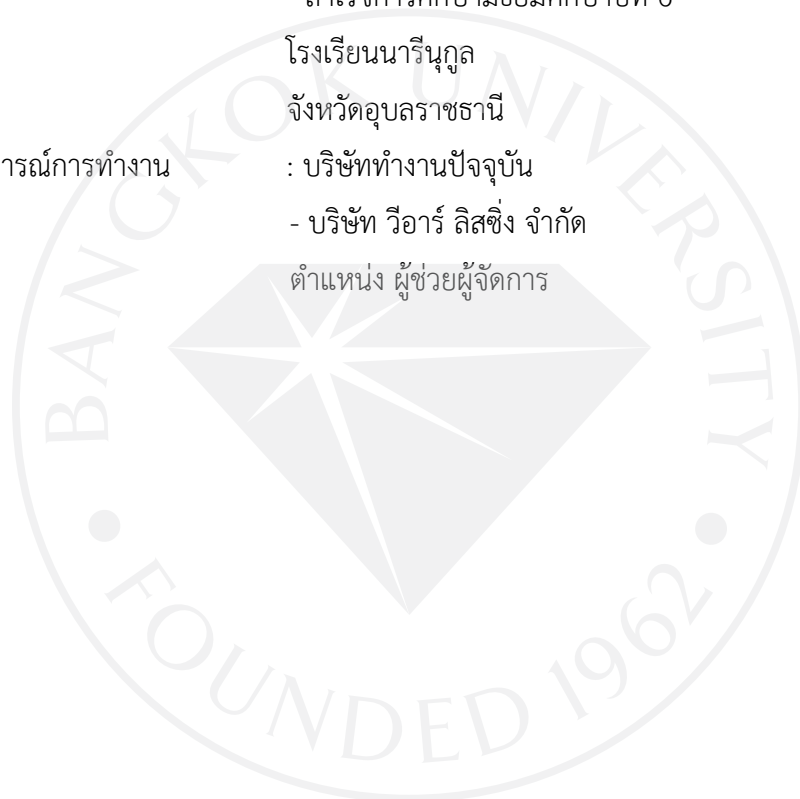 โรงเรียนนารีนุกูล
จังหวัดอุบลราชธานี
ารณ์การทำงาน : บริษัททำงานปัจจุบัน
- บริษัท วีอาร์ ลิสซิ่ง จำกัด
ตำแหน่ง ผู้ช่วยผู้จัดการ
BANGKOK UNIVERSITY
FOUNDED 1962